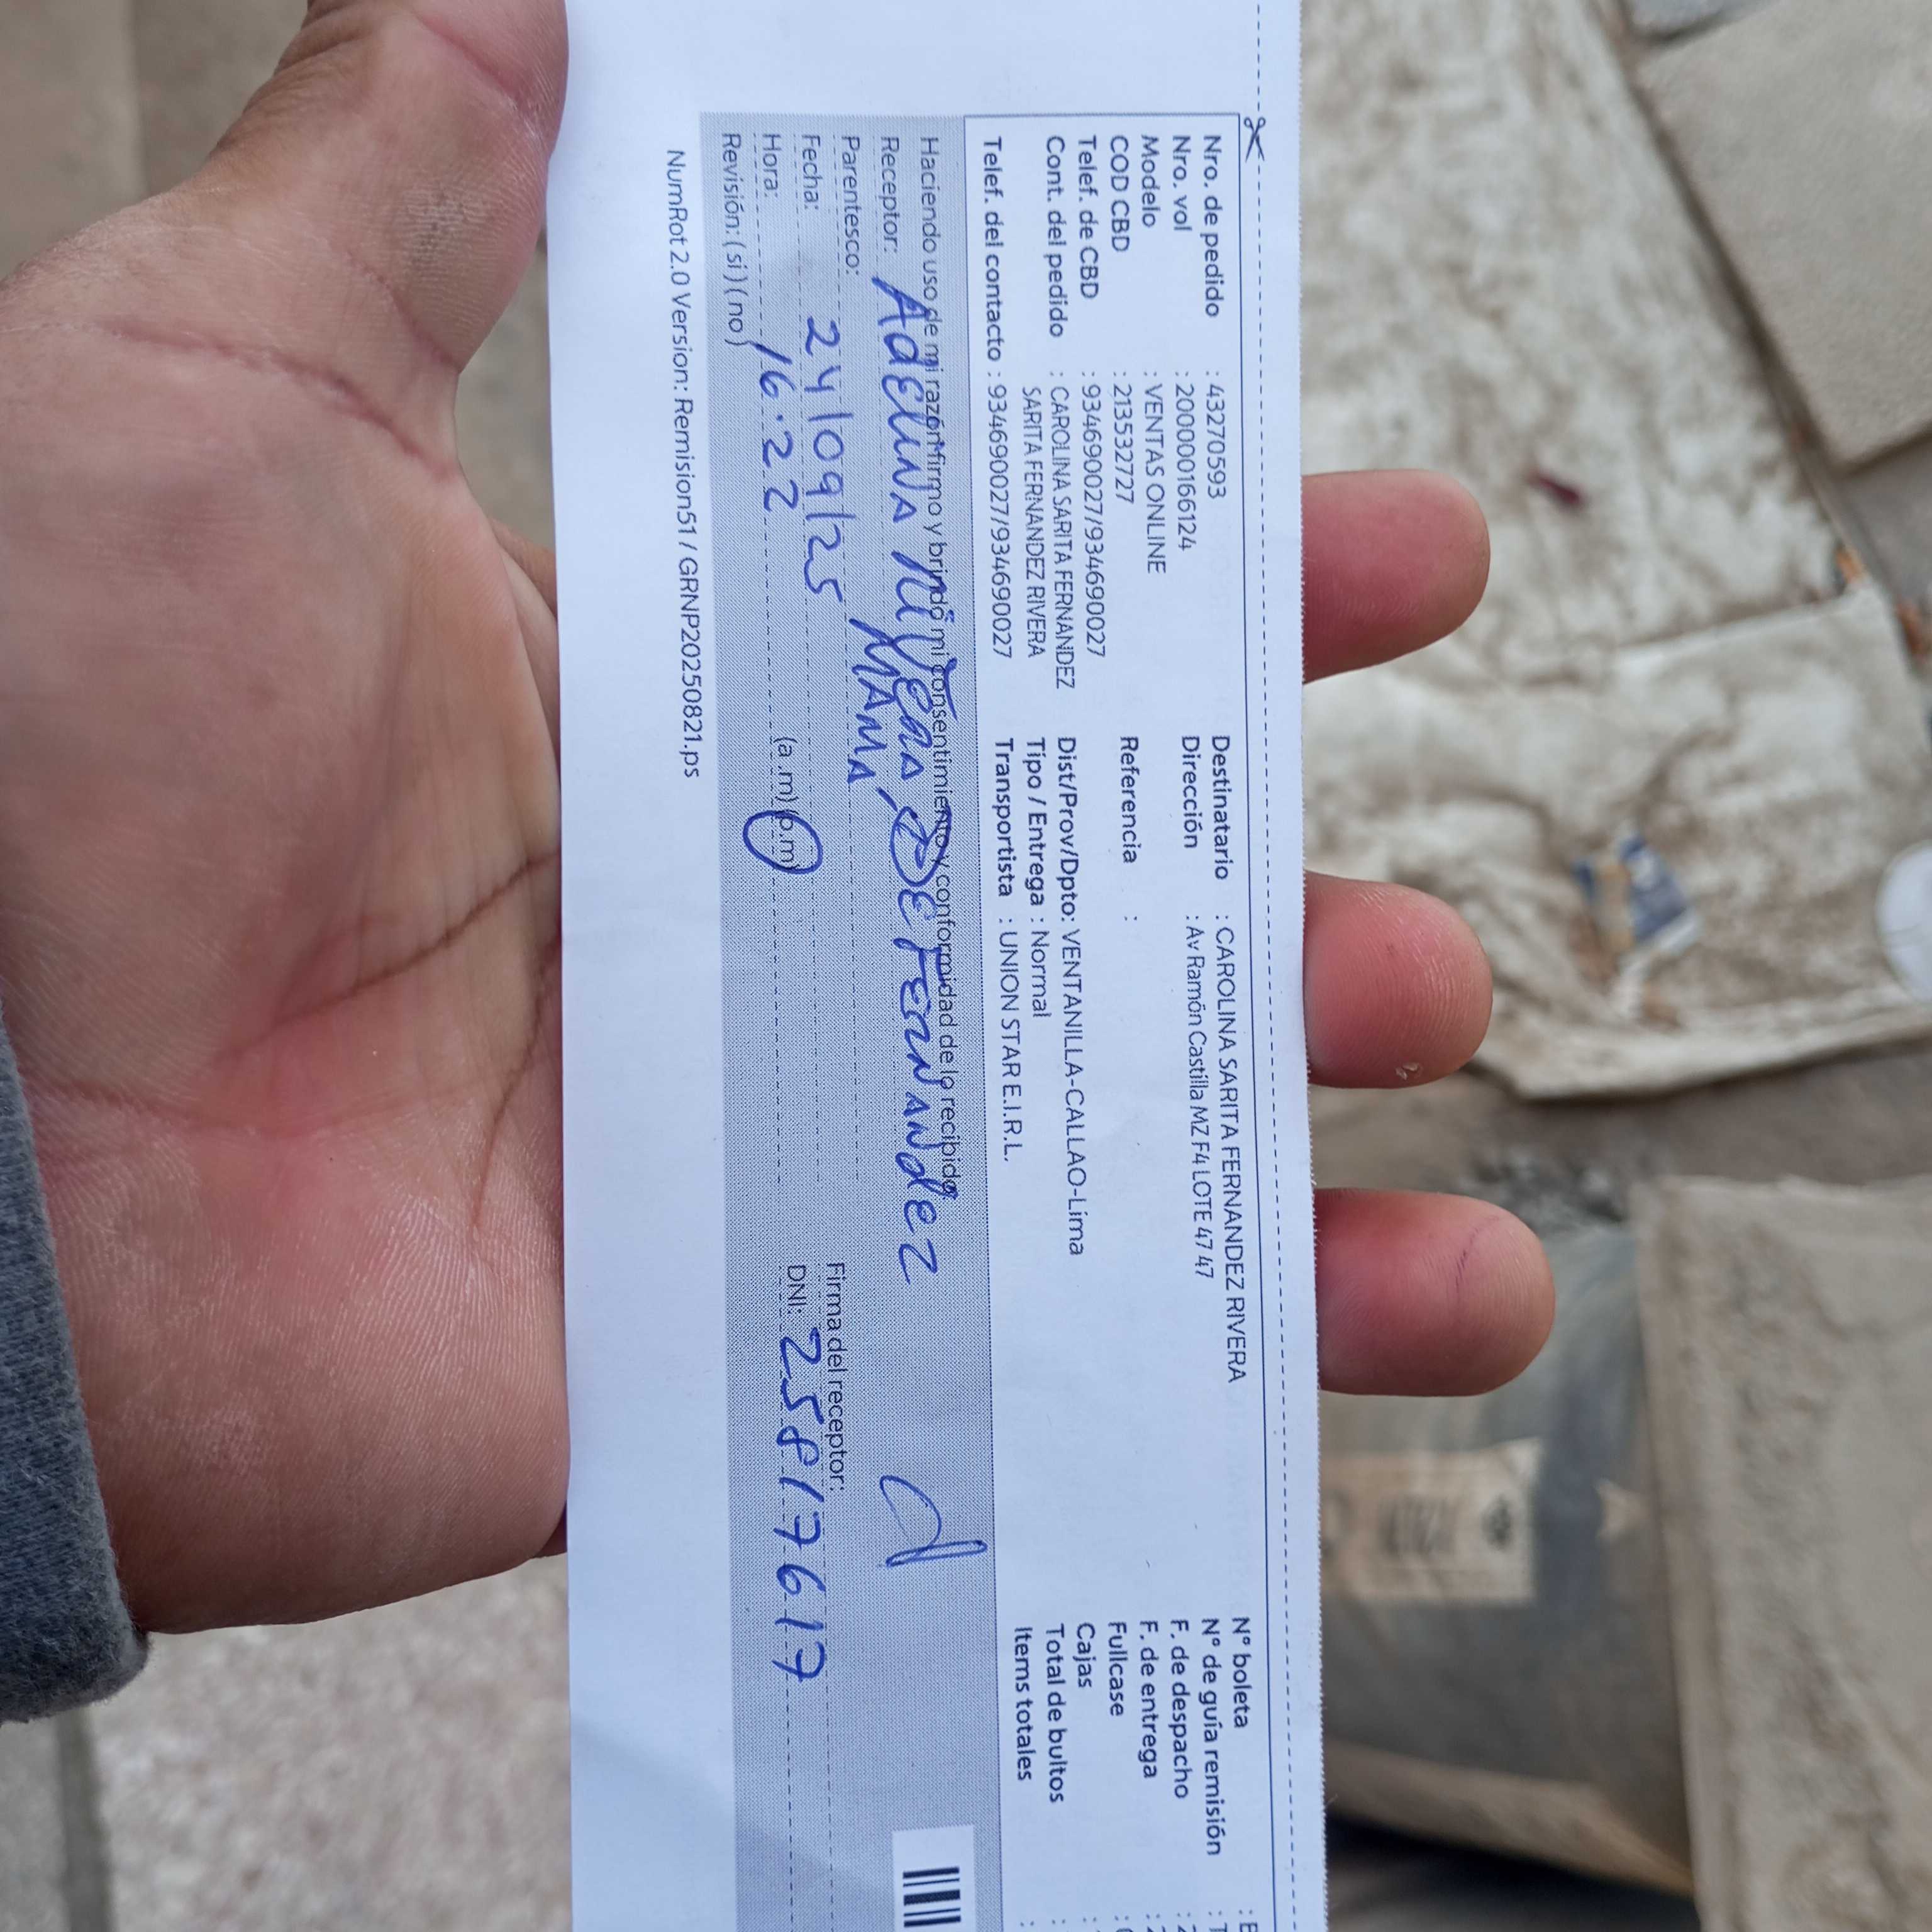 Nro. de pedido : 43270593
Nro. vol : 200000166124
Modelo : VENTAS ONLINE
COD CBD : 213532727
Telef. de CBD : 934690027/934690027
Cont. del pedido : CAROLINA SARITA FERNANDEZ
SARITA FERNANDEZ RIVERA
Telef. del contacto : 934690027/934690027
Destinatario : CAROLINA SARITA FERNANDEZ RIVERA
Dirección : Av Ramón Castilla MZ F4 LOTE 47 47
Referencia :
Dist/Prov/Dpto: VENTANILLA-CALLAO-Lima
Tipo / Entrega : Normal
Transportista : UNION STAR E.I.R.L.
N° boleta
N° de guía remisión
F. de despacho
F. de entrega
Fullcase
Cajas
Total de bultos
Items totales
Haciendo uso de mi razón firmo y brindo mi consentimiento y conformidad de lo recibido
Receptor: Adelina Rivera de Fernandez
Parentesco: MAMA
Fecha: 24/09/25
Hora: 16:22 (a.m) (p.m)
Revisión: (si) (no)
Firma del receptor:
DNI: 25817617
NumRot 2.0 Version: Remision51 / GRNP20250821.ps